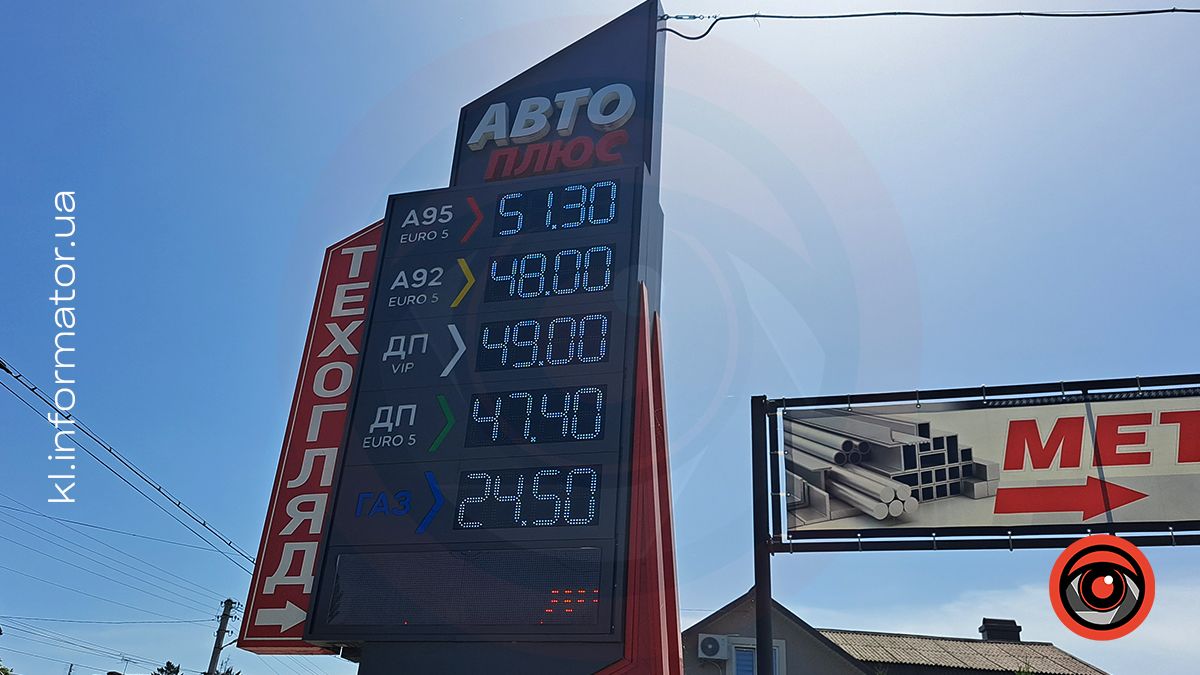 kl.informator.ua
АВТО
ПЛЮС
А95
EURO 5
51.30
А92
EURO 5
48.00
ДП
VIP
49.00
ДП
EURO 5
47.40
ГАЗ
24.50
ТЕХОГЛЯД
МЕТ